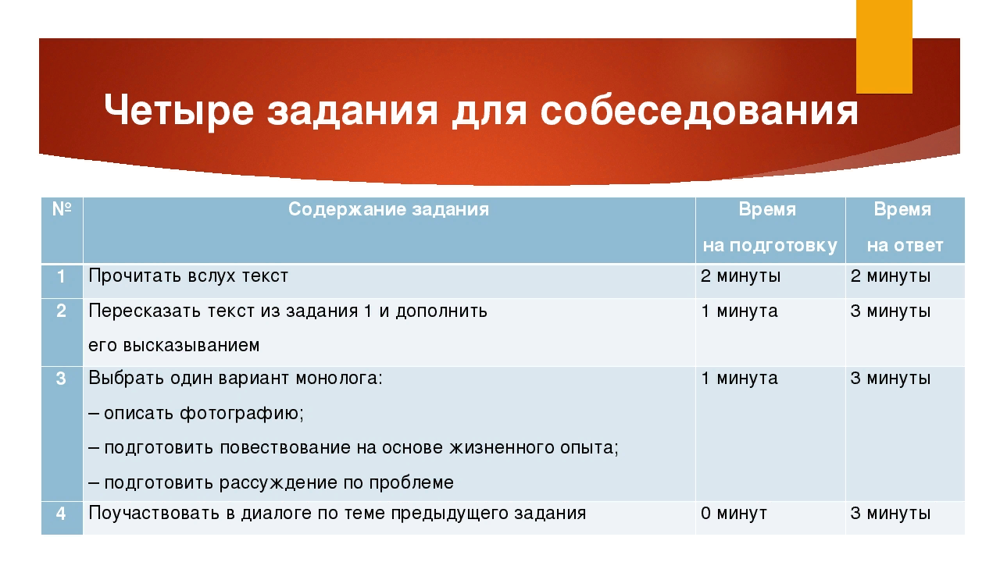 Четыре задания для собеседования
№ Содержание задания Время на подготовку Время на ответ
1 Прочитать вслух текст 2 минуты 2 минуты
2 Пересказать текст из задания 1 и дополнить 1 минута 3 минуты
его высказыванием
3 Выбрать один вариант монолога: 1 минута 3 минуты
– описать фотографию;
– подготовить повествование на основе жизненного опыта;
– подготовить рассуждение по проблеме
4 Поучаствовать в диалоге по теме предыдущего задания 0 минут 3 минуты